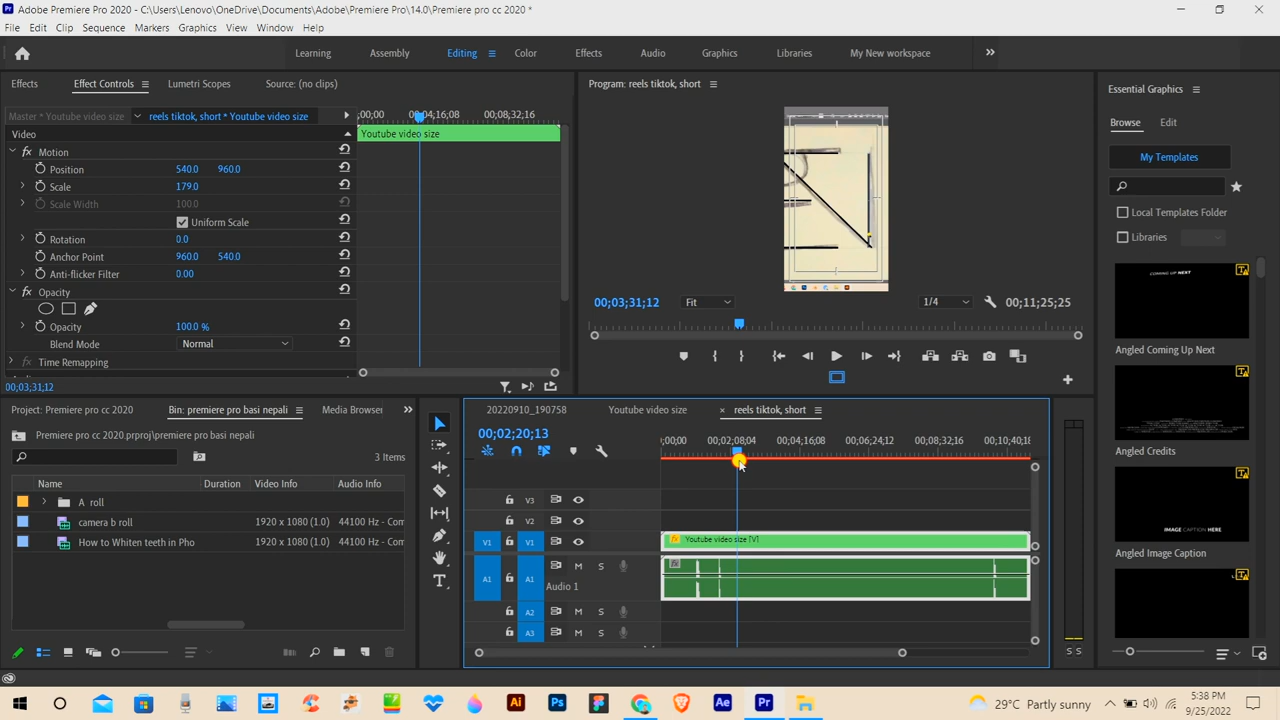 Adobe Premiere Pro 2020 - C:\Users\Lenovo\OneDrive\Documents\Adobe\Premiere Pro\14.0\Premiere pro cc 2020 *
File Edit Clip Sequence Markers Graphics View Window Help
Learning Assembly Editing Color Effects Audio Graphics Libraries My New workspace
Effects Effect Controls Lumetri Scopes Source: (no clips)
Program: reels tiktok, short
Essential Graphics
Master * Youtube video size reels tiktok, short * Youtube video size
;00;00 00;04;16;08 00;08;32;16
Video
Youtube video size
Browse Edit
Motion
My Templates
Position 540.0 960.0
Scale 179.0
Scale Width 100.0
Uniform Scale
Local Templates Folder
Rotation 0.0
Libraries
Anchor Point 960.0 540.0
Anti-flicker Filter 0.00
COMING UP NEXT
Opacity
00;03;31;12 Fit 1/4 00;11;25;25
Opacity 100.0 %
Blend Mode Normal
Angled Coming Up Next
Time Remapping
00;03;31;12
Project: Premiere pro cc 2020 Bin: premiere pro basi nepali Media Browser
20220910_190758 Youtube video size × reels tiktok, short
Premiere pro cc 2020.prproj\premiere pro basi nepali
00;02;20;13
;00;00 00;02;08;04 00;04;16;08 00;06;24;12 00;08;32;16 00;10;40;18
3 Items
Angled Credits
Name Duration Video Info Audio Info
A roll
camera b roll 1920 x 1080 (1.0) 44100 Hz - Com
How to Whiten teeth in Pho 1920 x 1080 (1.0) 44100 Hz - Com
V3
V2
V1 V1 fx Youtube video size [V]
IMAGE CAPTION HERE
Angled Image Caption
A1 A1 M S fx
Audio 1
A2 M S
A3 M S
S S
Ai Ps Ae Pr
29°C Partly sunny
5:38 PM
9/25/2022